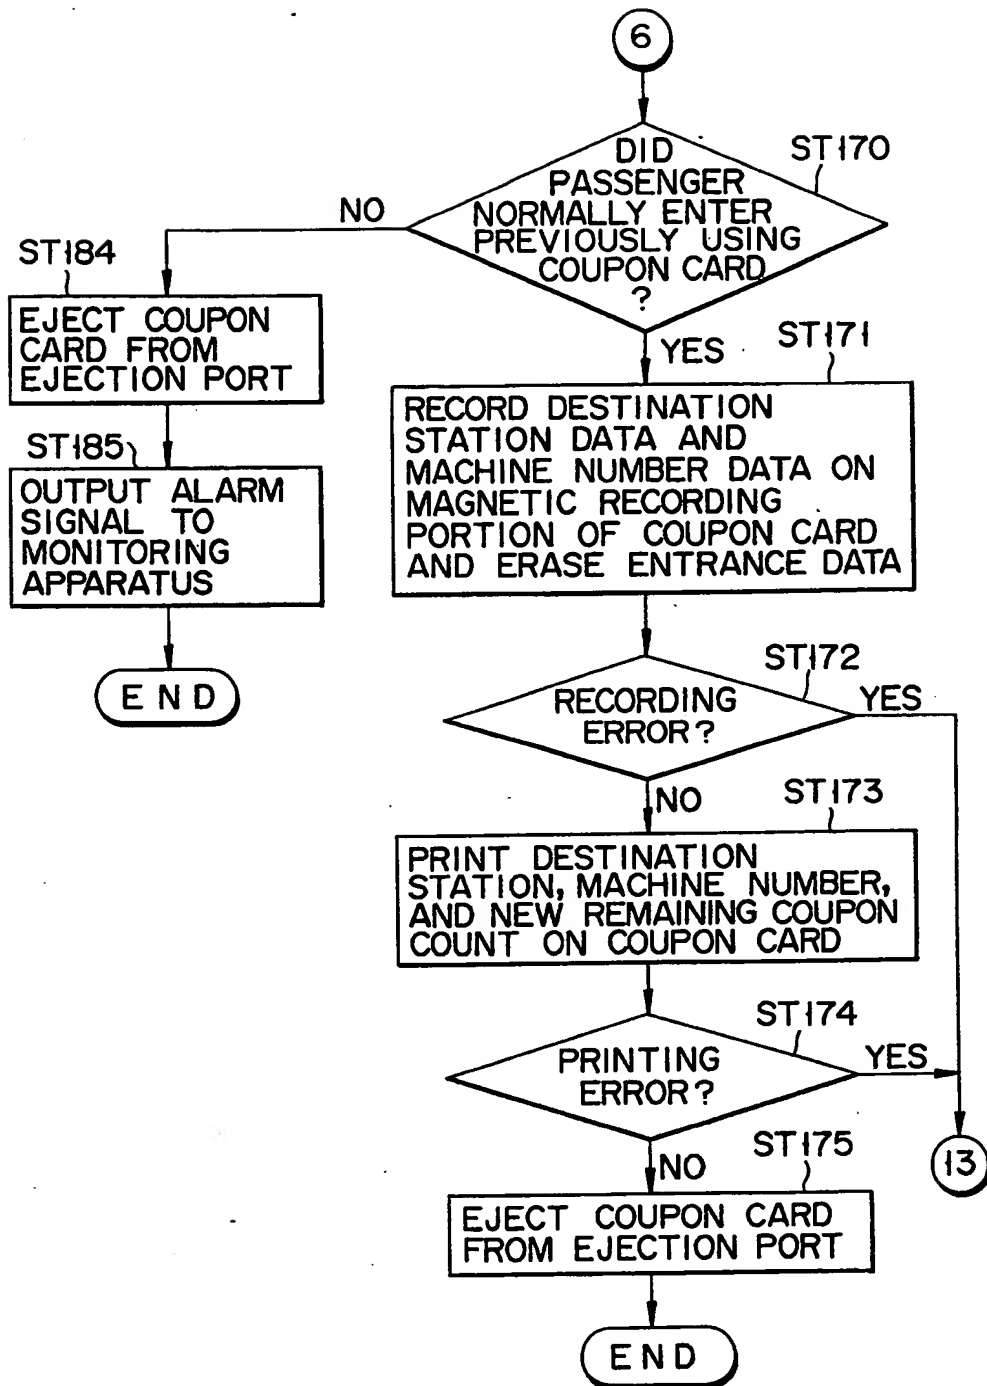 6
ST170
DID
PASSENGER
NORMALLY ENTER
PREVIOUSLY USING
COUPON CARD
?
NO
YES
ST184
EJECT COUPON
CARD FROM
EJECTION PORT
ST185
OUTPUT ALARM
SIGNAL TO
MONITORING
APPARATUS
END
ST171
RECORD DESTINATION
STATION DATA AND
MACHINE NUMBER DATA ON
MAGNETIC RECORDING
PORTION OF COUPON CARD
AND ERASE ENTRANCE DATA
ST172
RECORDING
ERROR?
YES
NO
ST173
PRINT DESTINATION
STATION, MACHINE NUMBER,
AND NEW REMAINING COUPON
COUNT ON COUPON CARD
ST174
PRINTING
ERROR?
YES
13
NO
ST175
EJECT COUPON CARD
FROM EJECTION PORT
END